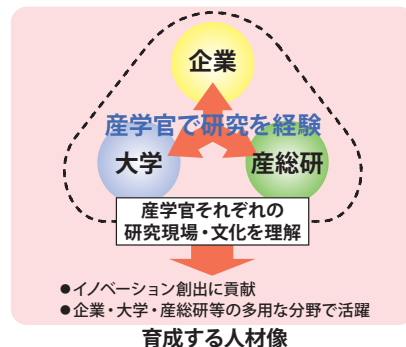 企業
産学官で研究を経験
大学
産総研
産学官それぞれの
研究現場・文化を理解
●イノベーション創出に貢献
●企業・大学・産総研等の多用な分野で活躍
育成する人材像